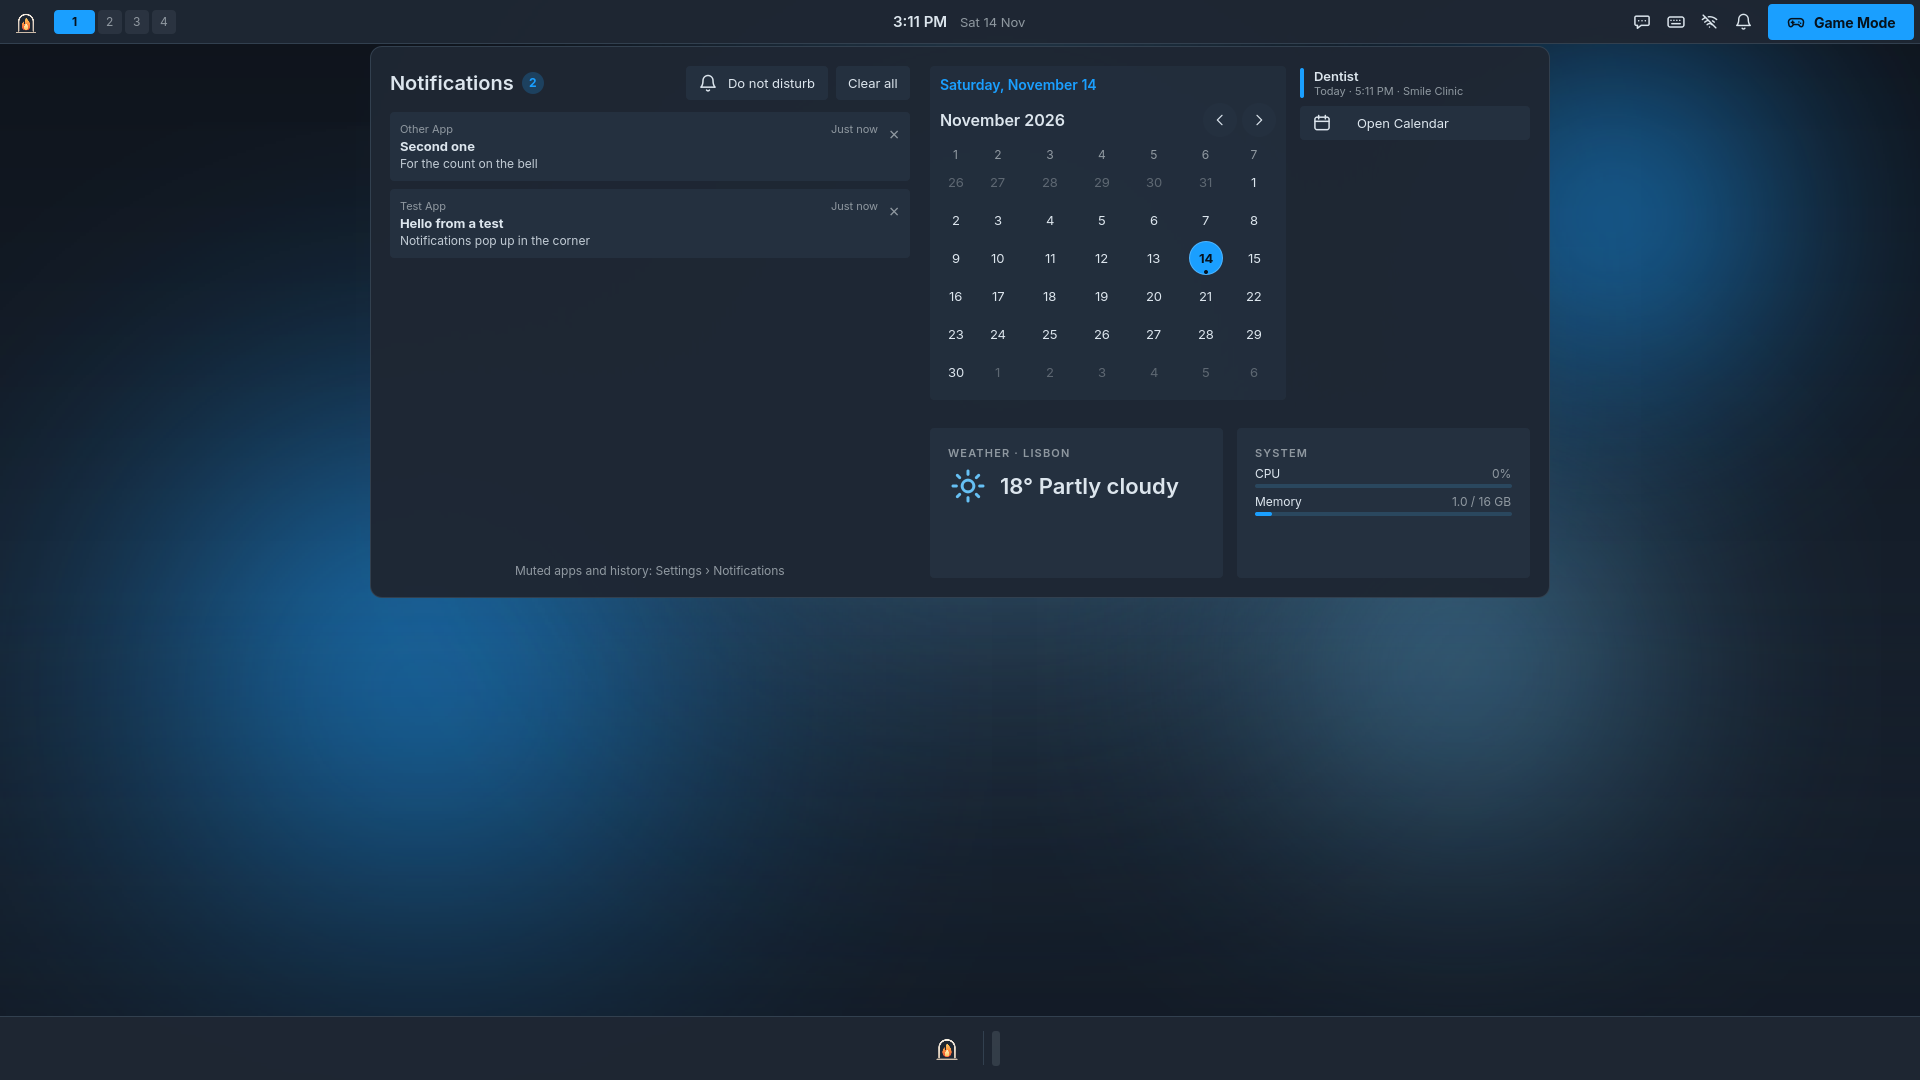 1 2 3 4
3:11 PM Sat 14 Nov
Game Mode
Notifications 2
Do not disturb
Clear all
Other App Just now
Second one
For the count on the bell
Test App Just now
Hello from a test
Notifications pop up in the corner
Muted apps and history: Settings › Notifications
Saturday, November 14
November 2026
1 2 3 4 5 6 7
26 27 28 29 30 31 1
2 3 4 5 6 7 8
9 10 11 12 13 14 15
16 17 18 19 20 21 22
23 24 25 26 27 28 29
30 1 2 3 4 5 6
Dentist
Today · 5:11 PM · Smile Clinic
Open Calendar
WEATHER · LISBON
18° Partly cloudy
SYSTEM
CPU 0%
Memory 1.0 / 16 GB